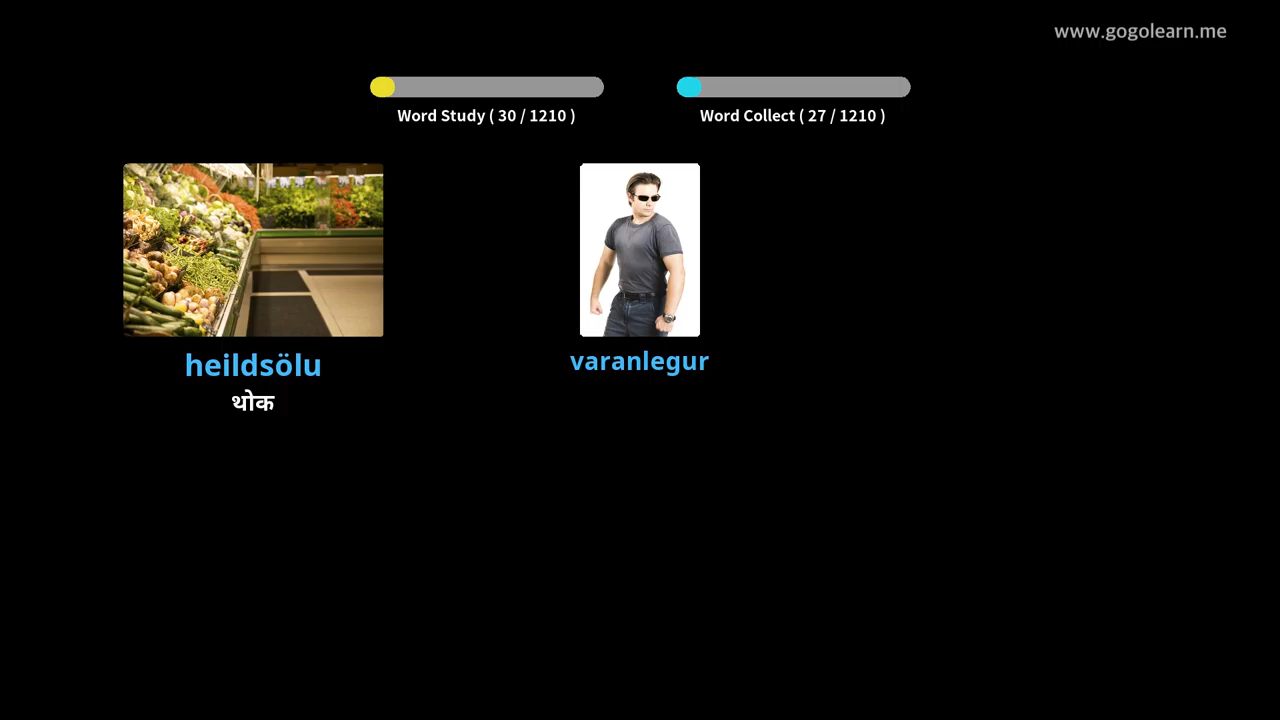 www.gogolearn.me
Word Study ( 30 / 1210 )
Word Collect ( 27 / 1210 )
heildsölu
थोक
varanlegur